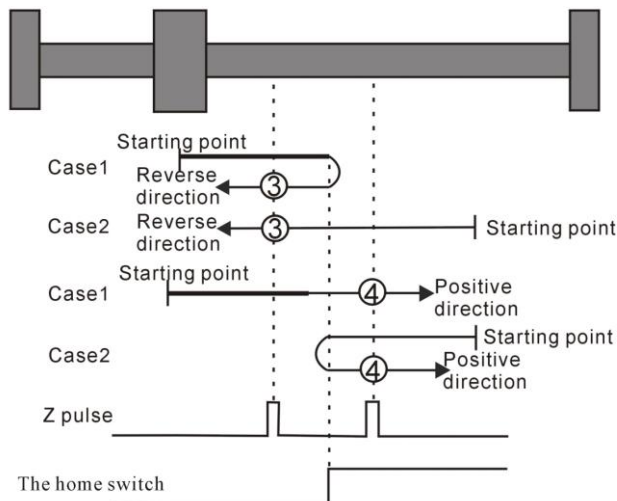 Starting point
Case1
Reverse
direction
③
Case2
Reverse
direction
③
Starting point
Starting point
Case1
④
Positive
direction
Starting point
Case2
④
Positive
direction
Z pulse
The home switch